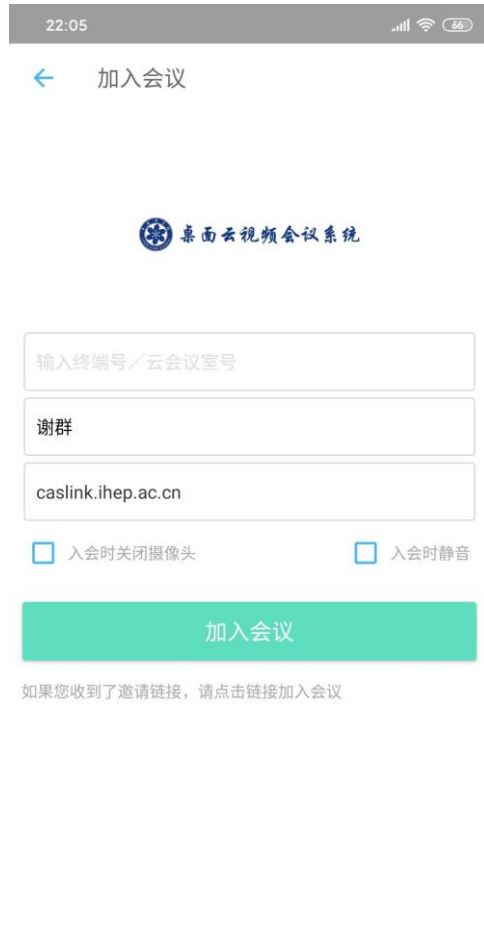 22:05
66
加入会议
桌面云视频会议系统
输入终端号／云会议室号
谢群
caslink.ihep.ac.cn
入会时关闭摄像头
入会时静音
加入会议
如果您收到了邀请链接，请点击链接加入会议